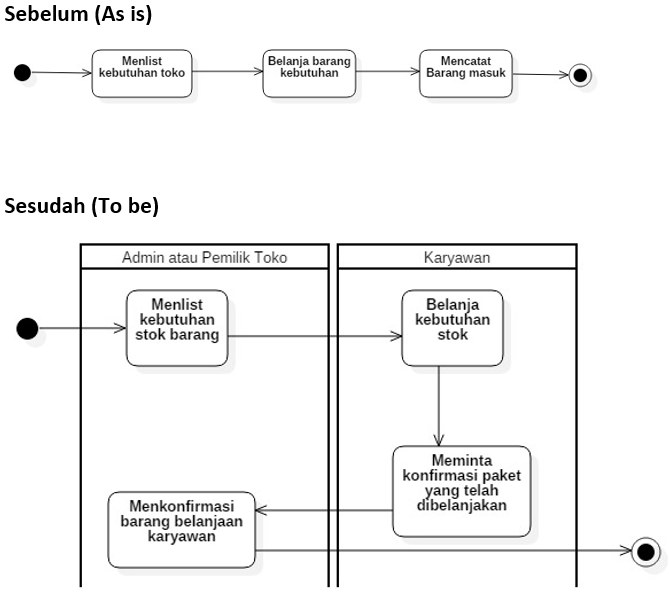 Sebelum (As is)
Menlist
kebutuhan toko
Belanja barang
kebutuhan
Mencatat
Barang masuk
Sesudah (To be)
Admin atau Pemilik Toko
Karyawan
Menlist
kebutuhan
stok barang
Belanja
kebutuhan
stok
Meminta
konfirmasi paket
yang telah
dibelanjakan
Menkonfirmasi
barang belanjaan
karyawan